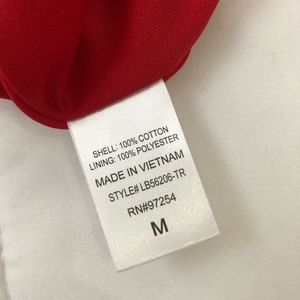 SHELL: 100% COTTON
LINING: 100% POLYESTER
MADE IN VIETNAM
STYLE# LB56206-TR
RN#97254
M